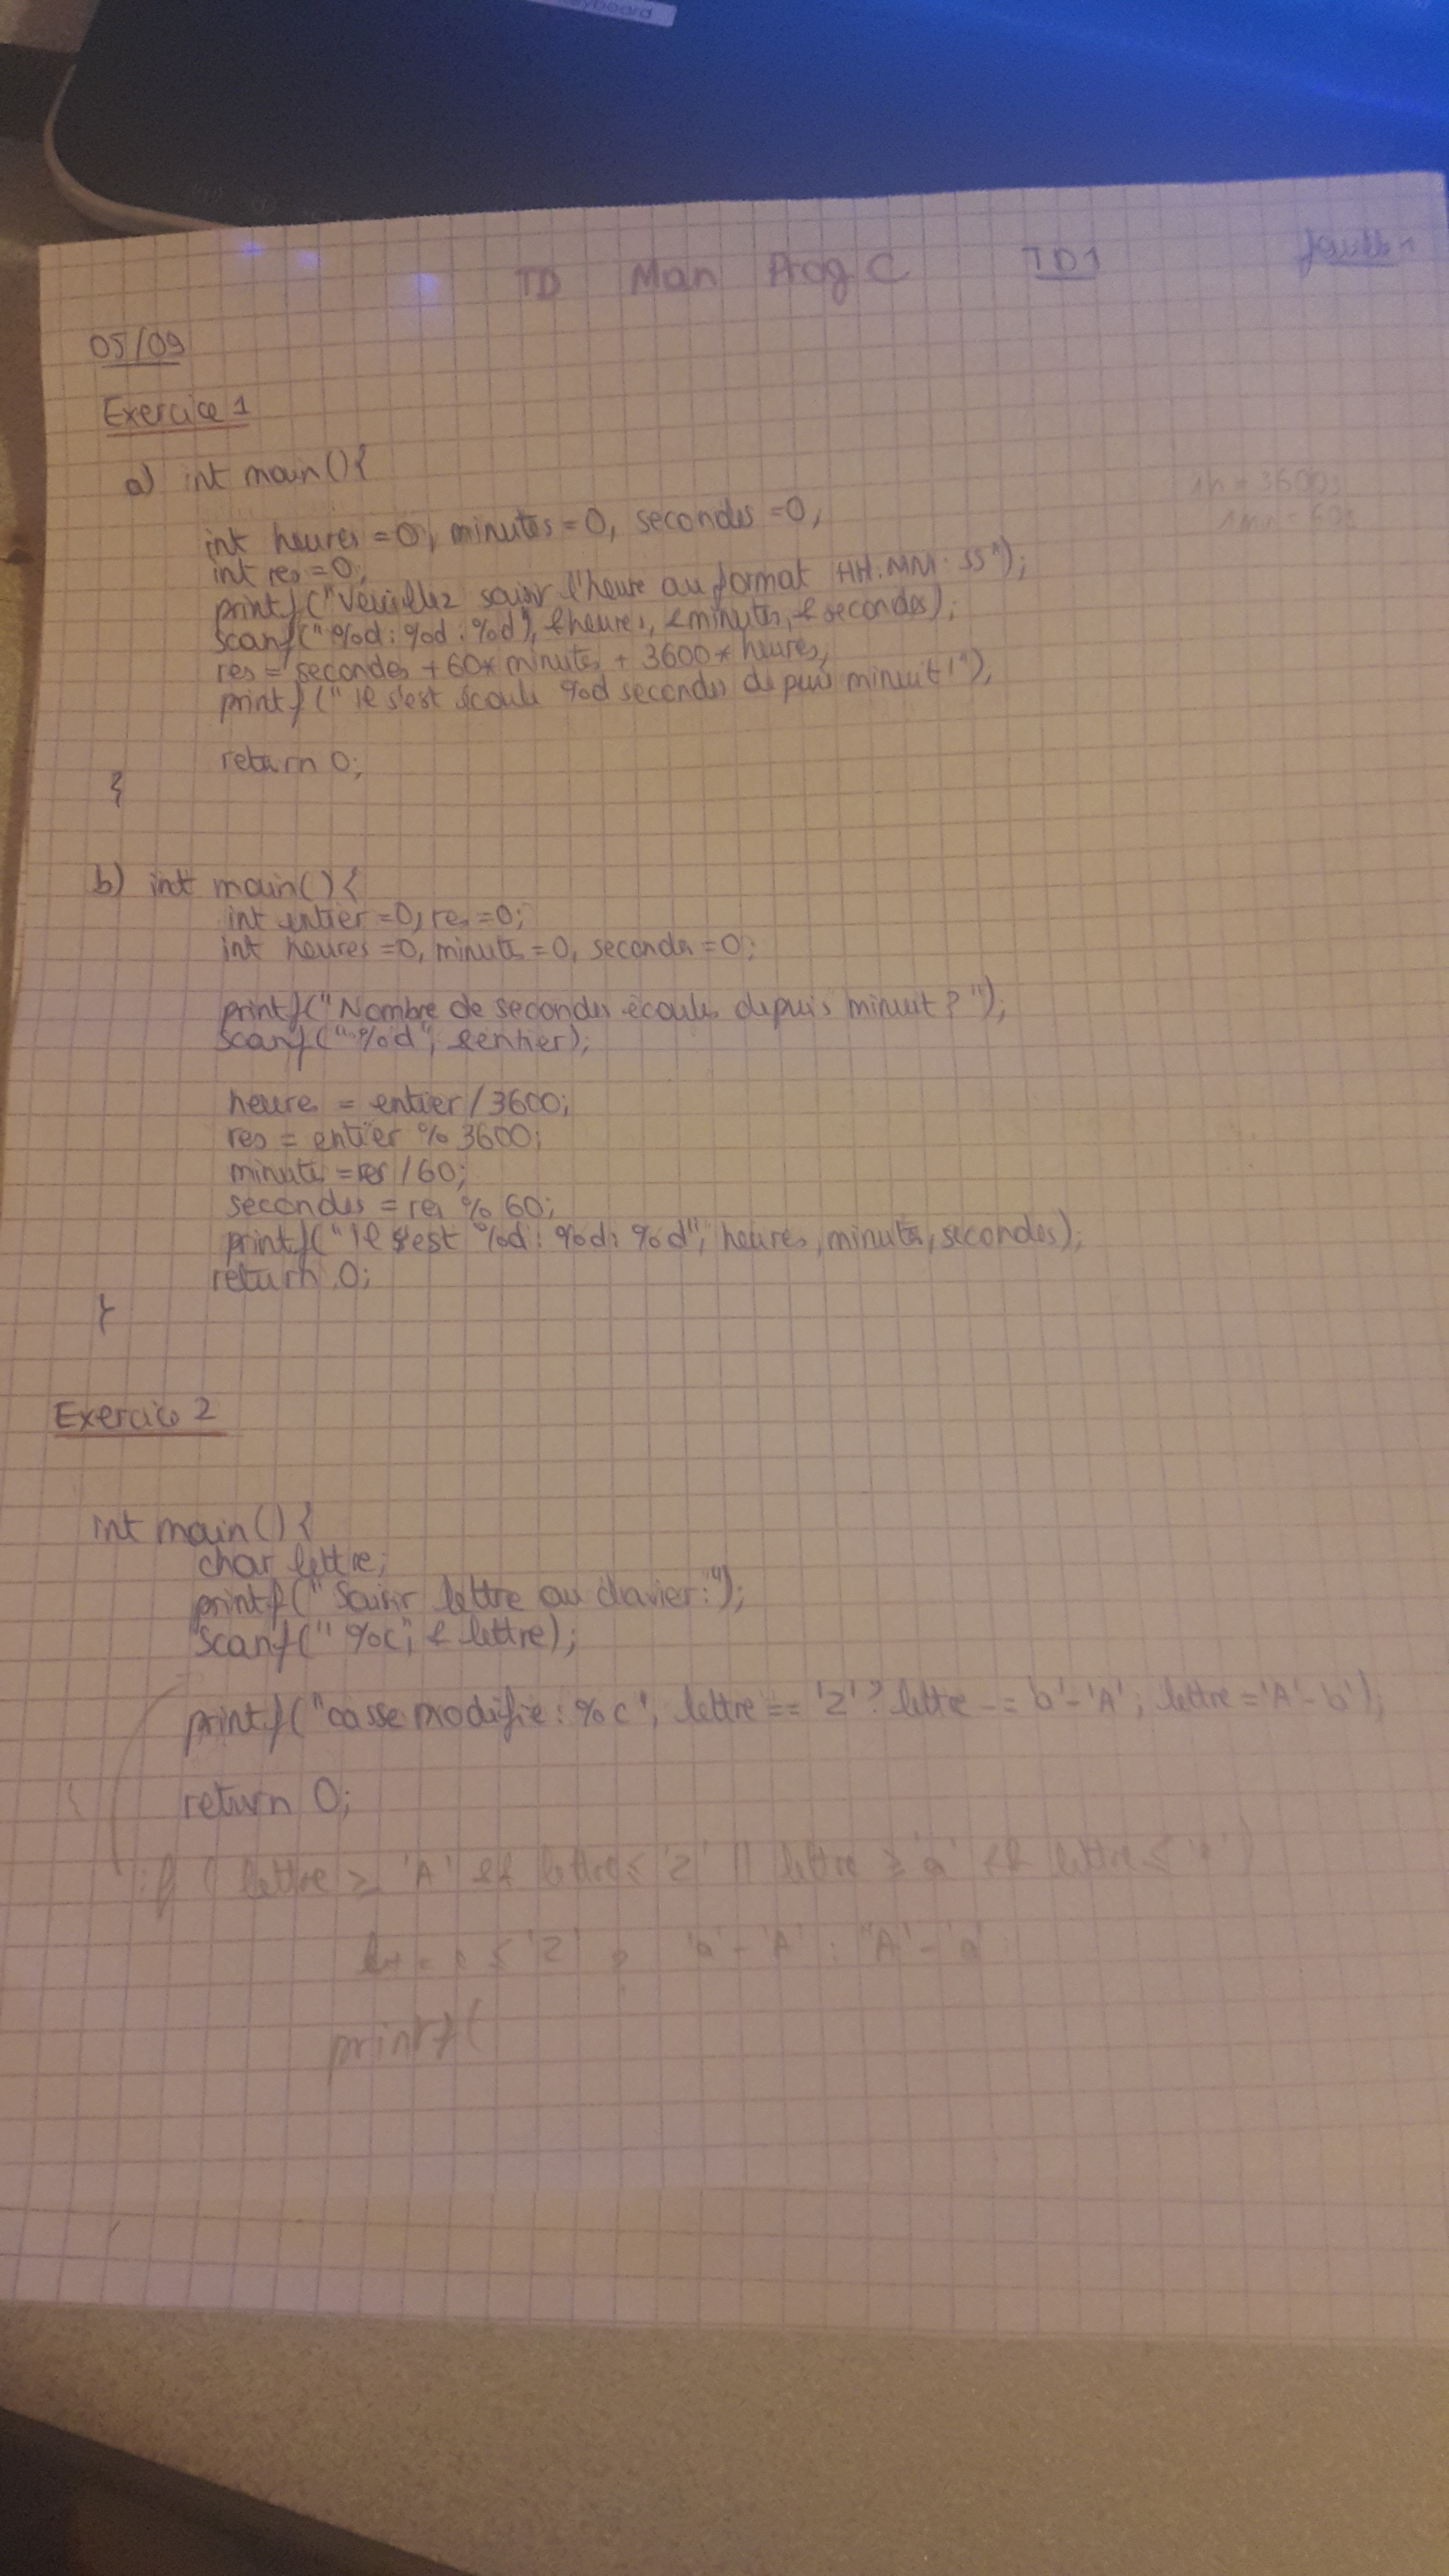 keyboard
TD Man Prog C TD1
05/09
Exercice 1
1h = 3600s
1mn = 60s
a) int main(){
int heures = 0, minutes = 0, secondes = 0;
int res = 0;
printf("Veuillez saisir l'heure au format HH:MM:SS");
scanf("%d:%d:%d", &heures, &minutes, &secondes);
res = secondes + 60* minutes + 3600* heures;
printf("Il s'est écoulé %d secondes depuis minuit!");
return 0;
}
b) int main(){
int entier = 0, res = 0;
int heures = 0, minutes = 0, secondes = 0;
printf("Nombre de secondes écoulés depuis minuit ? ");
scanf("%d", &entier);
heures = entier / 3600;
res = entier % 3600;
minutes = res / 60;
secondes = res % 60;
printf("Il est %d: %d: %d", heures, minutes, secondes);
return 0;
}
Exercice 2
int main(){
char lettre;
printf("Saisir lettre au clavier:");
scanf("%c", & lettre);
printf("casse modifie: %c", lettre == 'Z' ? lettre -= b'-'A'; lettre = 'A'-b');
return 0;
if ( lettre ≥ 'A' && lettre ≤ 'Z' || lettre ≥ 'a' && lettre ≤
≤ 'Z' ? 'a' - 'A' : 'A' - 'a'
printf(